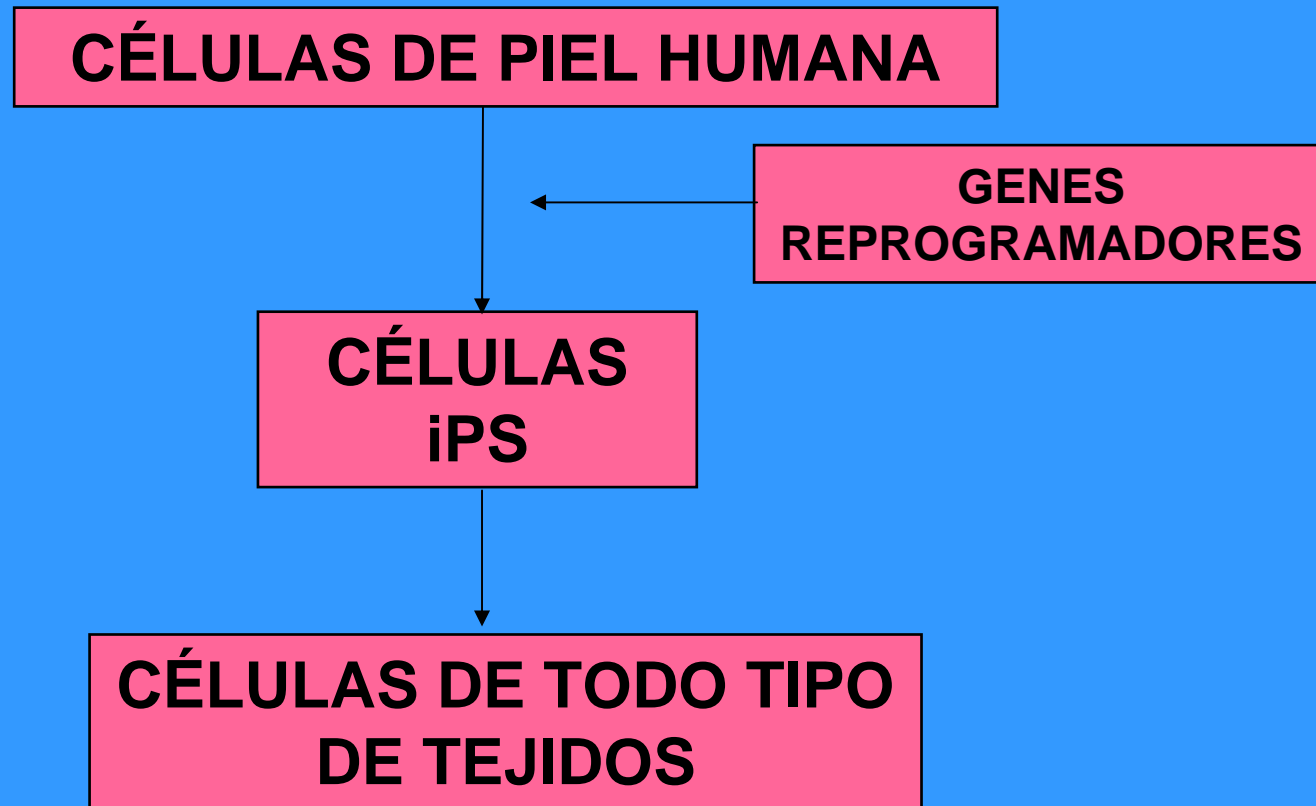 CÉLULAS DE PIEL HUMANA
GENES
REPROGRAMADORES
CÉLULAS
iPS
CÉLULAS DE TODO TIPO
DE TEJIDOS